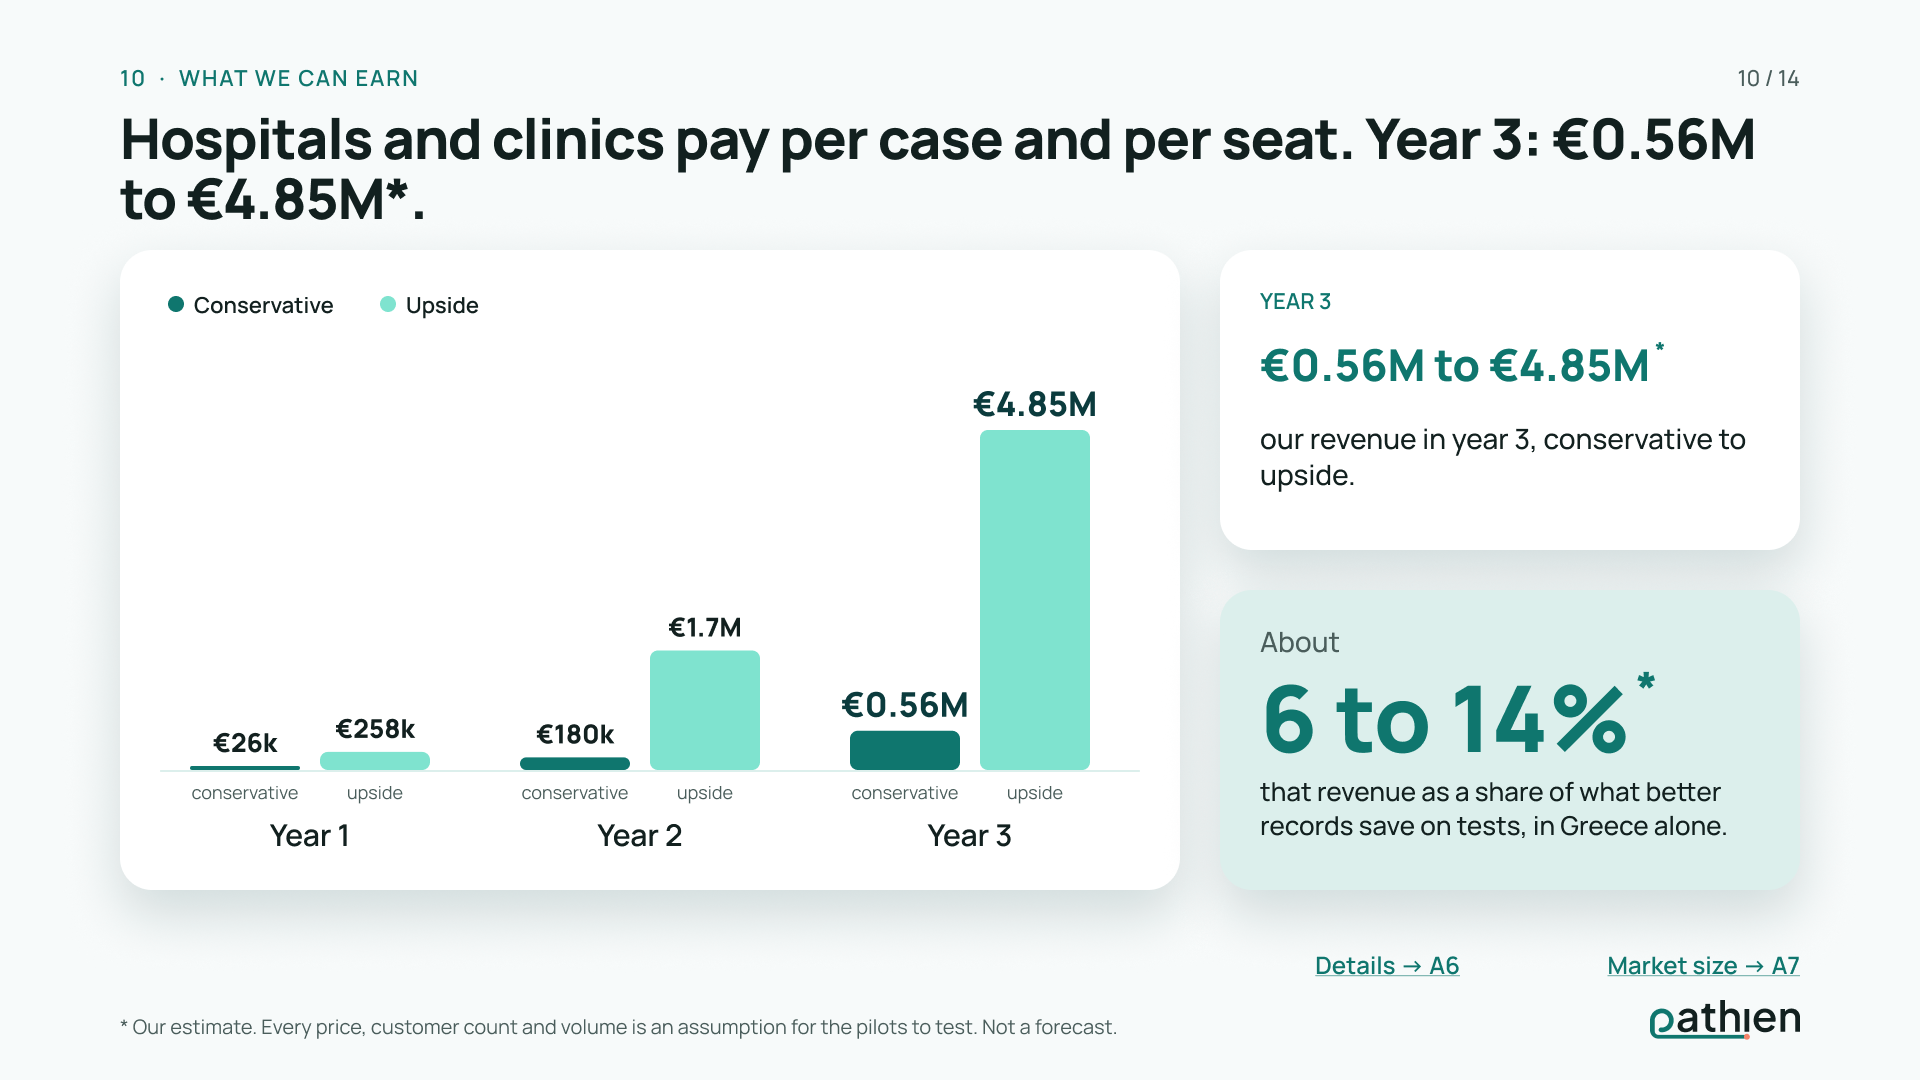 10 · WHAT WE CAN EARN
10 / 14
Hospitals and clinics pay per case and per seat. Year 3: €0.56M
to €4.85M*.
Conservative
Upside
€26k
€258k
€180k
€1.7M
€0.56M
€4.85M
conservative
upside
conservative
upside
conservative
upside
Year 1
Year 2
Year 3
YEAR 3
€0.56M to €4.85M*
our revenue in year 3, conservative to
upside.
About
6 to 14%*
that revenue as a share of what better
records save on tests, in Greece alone.
Details → A6
Market size → A7
* Our estimate. Every price, customer count and volume is an assumption for the pilots to test. Not a forecast.
pathien